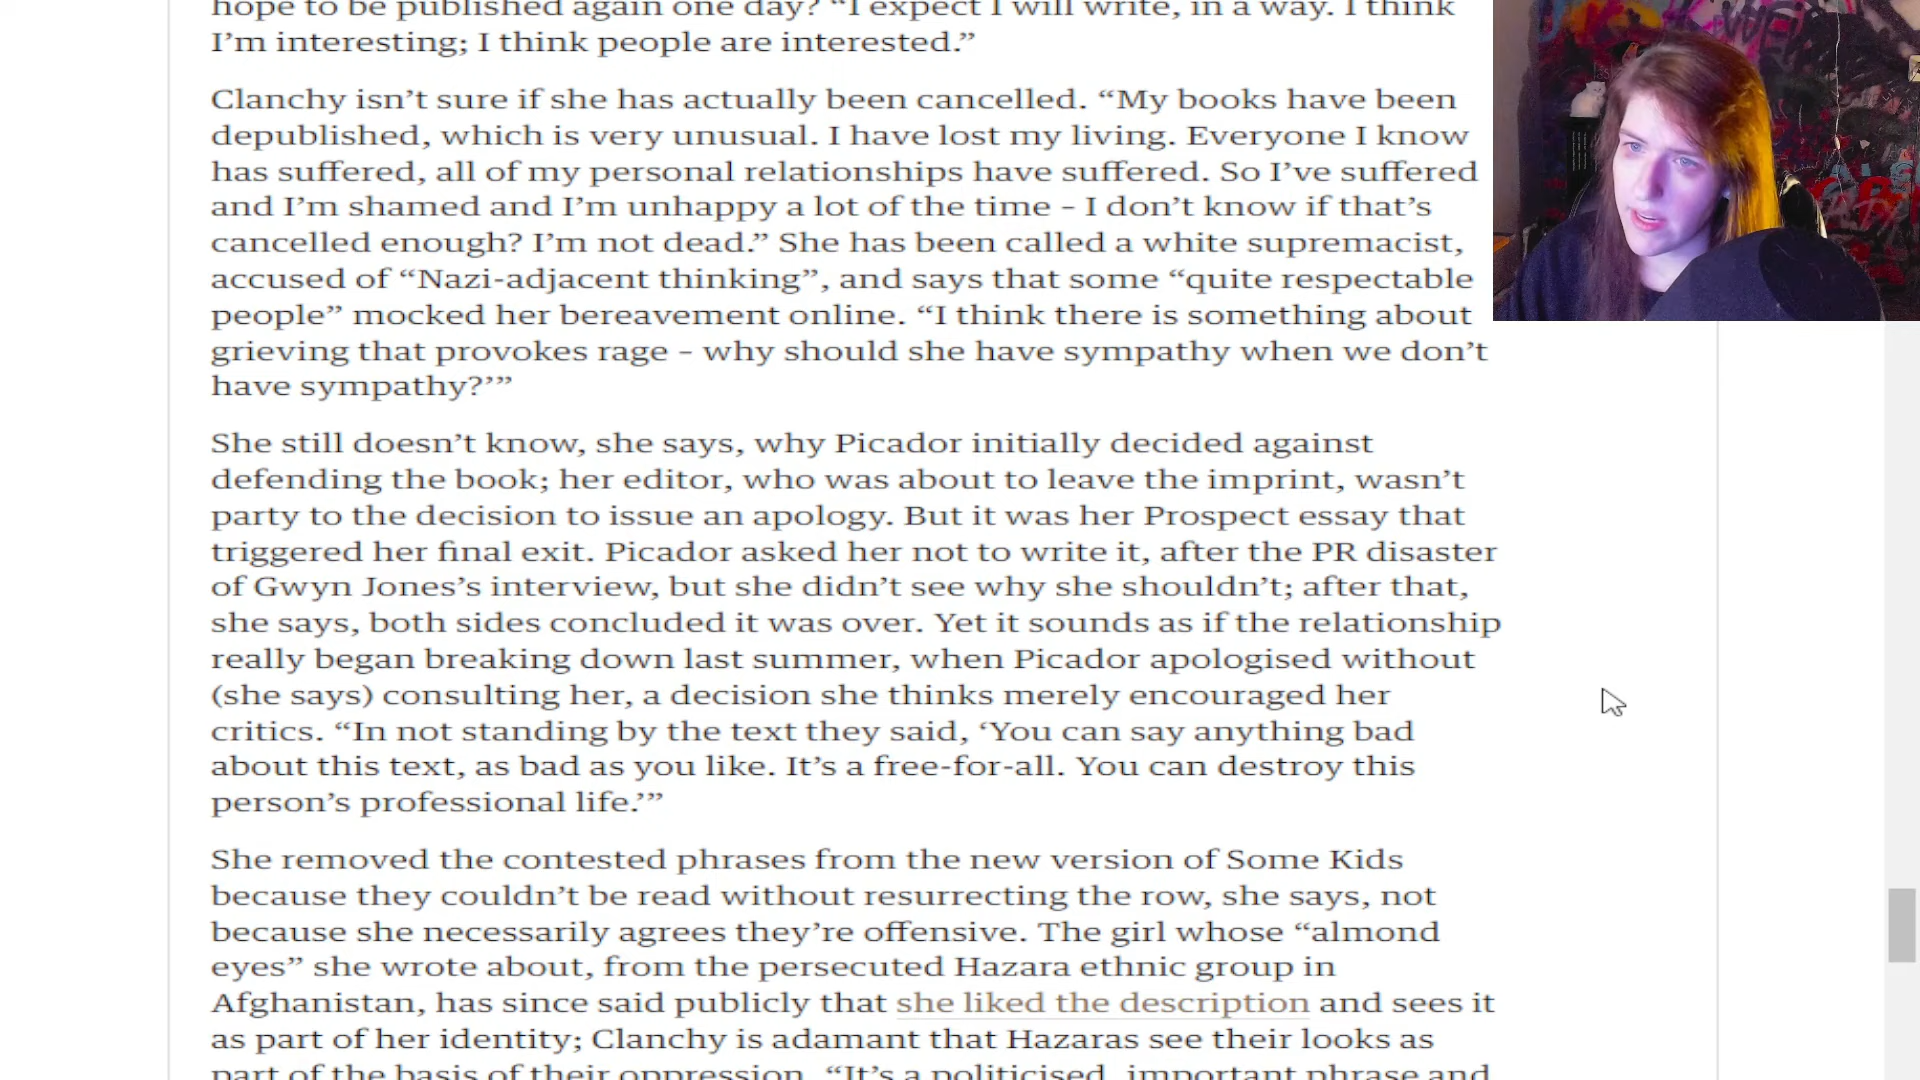 hope to be published again one day? “I expect I will write, in a way. I think
I’m interesting; I think people are interested.”
Clanchy isn’t sure if she has actually been cancelled. “My books have been
depublished, which is very unusual. I have lost my living. Everyone I know
has suffered, all of my personal relationships have suffered. So I’ve suffered
and I’m shamed and I’m unhappy a lot of the time – I don’t know if that’s
cancelled enough? I’m not dead.” She has been called a white supremacist,
accused of “Nazi-adjacent thinking”, and says that some “quite respectable
people” mocked her bereavement online. “I think there is something about
grieving that provokes rage – why should she have sympathy when we don’t
have sympathy?’”
She still doesn’t know, she says, why Picador initially decided against
defending the book; her editor, who was about to leave the imprint, wasn’t
party to the decision to issue an apology. But it was her Prospect essay that
triggered her final exit. Picador asked her not to write it, after the PR disaster
of Gwyn Jones’s interview, but she didn’t see why she shouldn’t; after that,
she says, both sides concluded it was over. Yet it sounds as if the relationship
really began breaking down last summer, when Picador apologised without
(she says) consulting her, a decision she thinks merely encouraged her
critics. “In not standing by the text they said, ‘You can say anything bad
about this text, as bad as you like. It’s a free-for-all. You can destroy this
person’s professional life.’”
She removed the contested phrases from the new version of Some Kids
because they couldn’t be read without resurrecting the row, she says, not
because she necessarily agrees they’re offensive. The girl whose “almond
eyes” she wrote about, from the persecuted Hazara ethnic group in
Afghanistan, has since said publicly that she liked the description and sees it
as part of her identity; Clanchy is adamant that Hazaras see their looks as
part of the basis of their oppression. “It’s a politicised, important phrase and